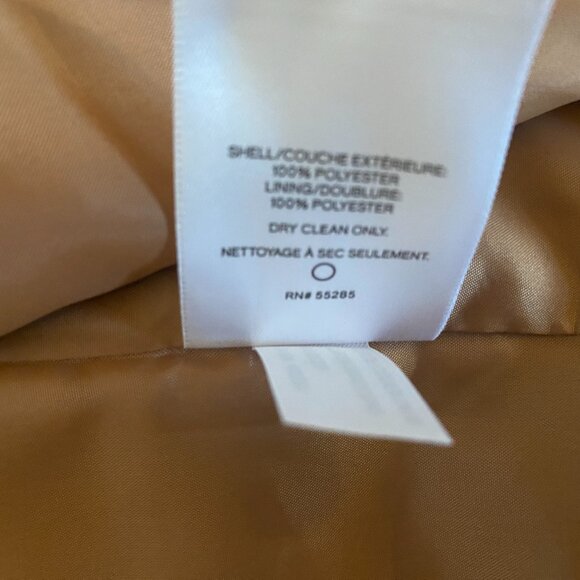 SHELL/COUCHE EXTÉRIEURE:
100% POLYESTER
LINING/DOUBLURE:
100% POLYESTER
DRY CLEAN ONLY.
NETTOYAGE À SEC SEULEMENT.
RN# 55285